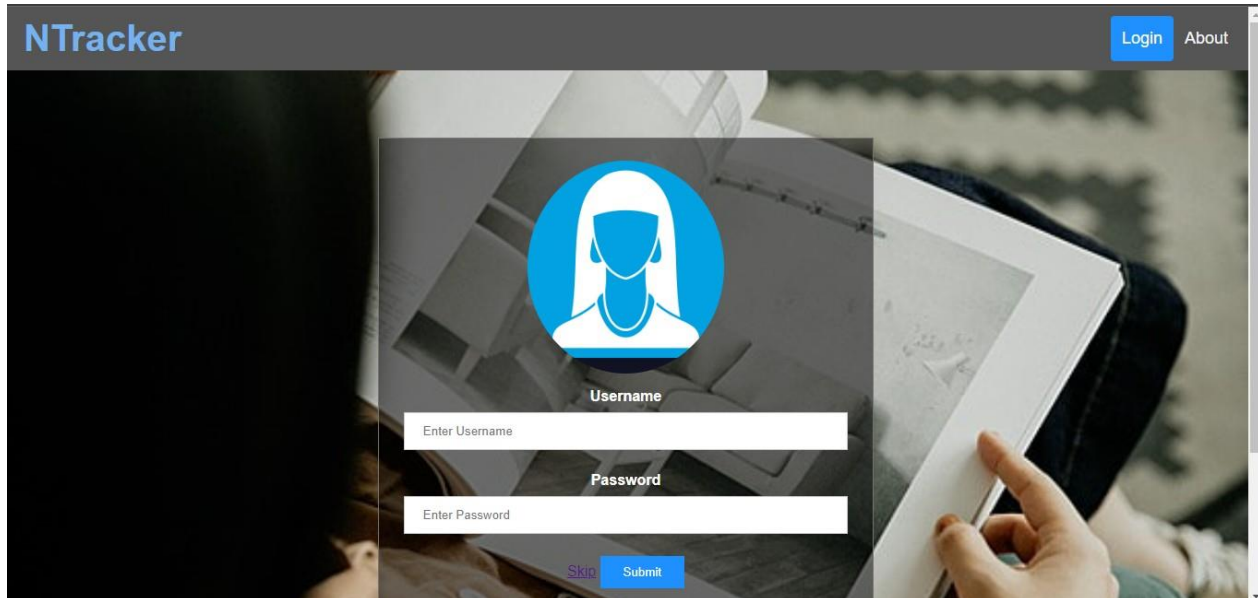 NTracker
Login About
Username
Enter Username
Password
Enter Password
Skip Submit